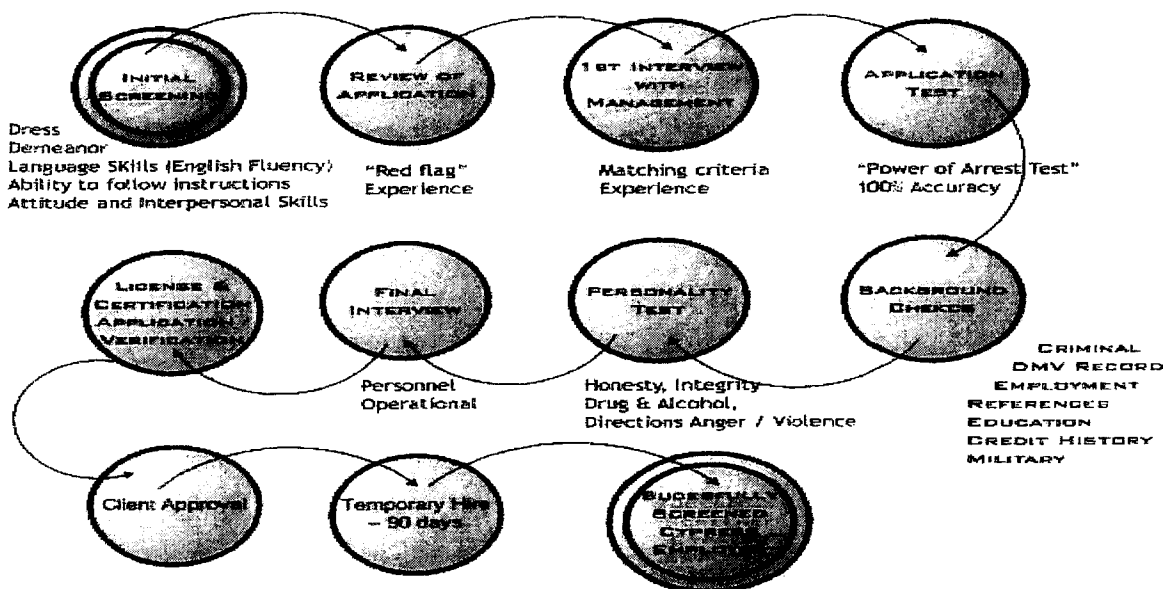 INITIAL
SCREENING
REVIEW OF
APPLICATION
1ST INTERVIEW
WITH
MANAGEMENT
APPLICATION
TEST
Dress
Demeanor
Language Skills (English Fluency)
Ability to follow instructions
Attitude and Interpersonal Skills
"Red flag"
Experience
Matching criteria
Experience
"Power of Arrest Test"
100% Accuracy
LICENSE &
CERTIFICATION
APPLICATION /
VERIFICATION
FINAL
INTERVIEW
PERSONALITY
TEST
BACKGROUND
CHECKS
Personnel
Operational
Honesty, Integrity
Drug & Alcohol,
Directions Anger / Violence
CRIMINAL
DMV RECORD
EMPLOYMENT
REFERENCES
EDUCATION
CREDIT HISTORY
MILITARY
Client Approval
Temporary Hire
– 90 days
SUCESFULLY
SCREENED
CYPRESS
EMPLOYEE